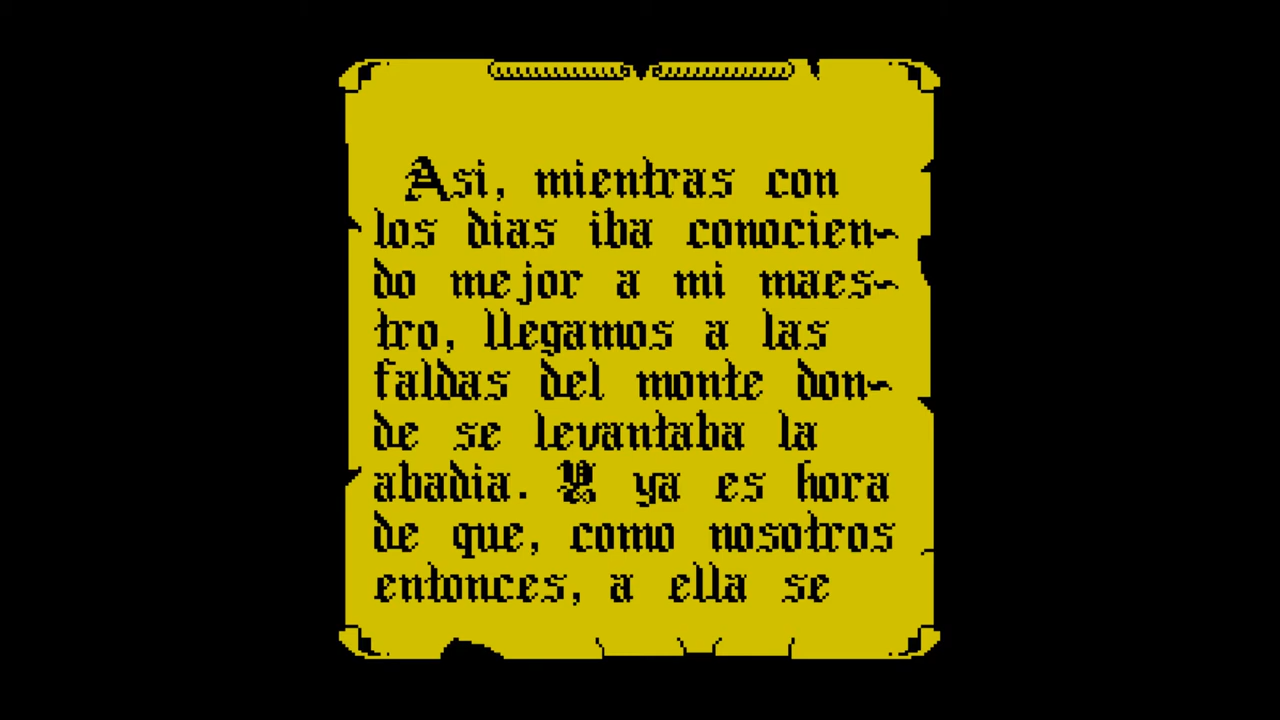 Asi, mientras con
los dias iba conocien-
do mejor a mi maes-
tro, llegamos a las
faldas del monte don-
de se levantaba la
abadia. Y ya es hora
de que, como nosotros
entonces, a ella se